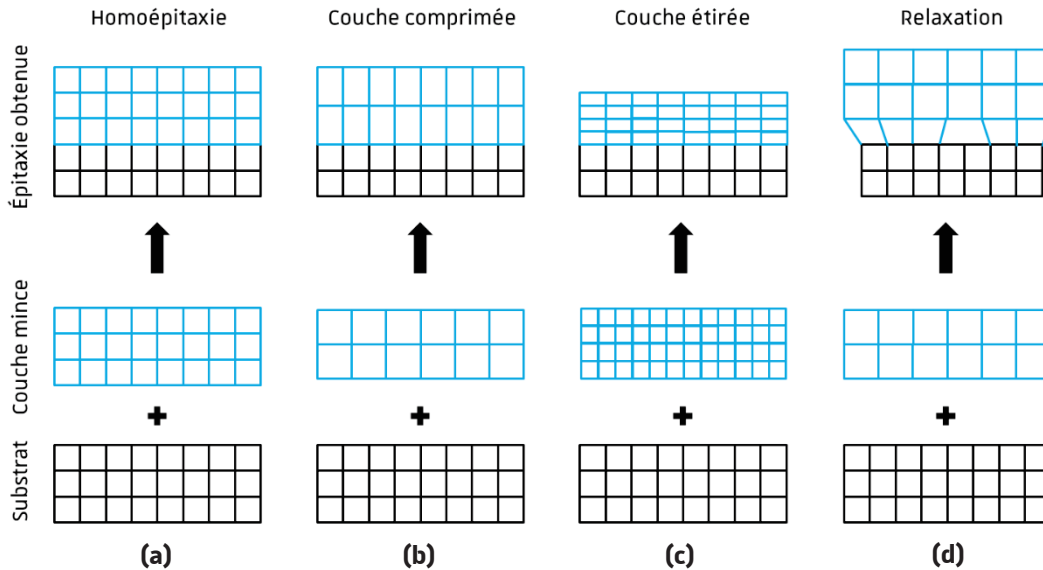 Homoépitaxie
Couche comprimée
Couche étirée
Relaxation
Épitaxie obtenue
Couche mince
Substrat
(a)
(b)
(c)
(d)